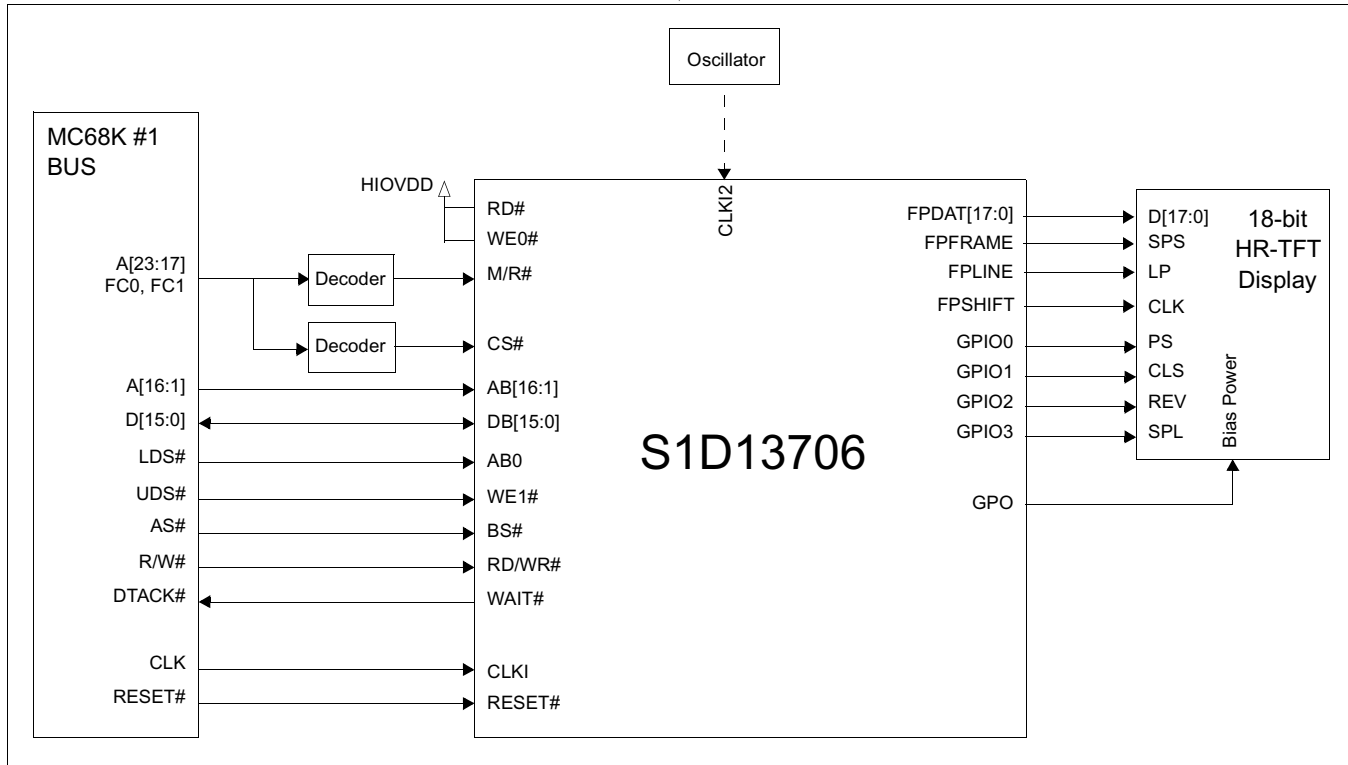 Oscillator
MC68K #1
BUS
A[23:17]
FC0, FC1
A[16:1]
D[15:0]
LDS#
UDS#
AS#
R/W#
DTACK#
CLK
RESET#
HIOVDD
Decoder
Decoder
RD#
WE0#
M/R#
CS#
AB[16:1]
DB[15:0]
AB0
WE1#
BS#
RD/WR#
WAIT#
CLKI
RESET#
CLKI2
S1D13706
FPDAT[17:0]
FPFRAME
FPLINE
FPSHIFT
GPIO0
GPIO1
GPIO2
GPIO3
GPO
D[17:0]
SPS
LP
CLK
PS
CLS
REV
SPL
18-bit
HR-TFT
Display
Bias Power